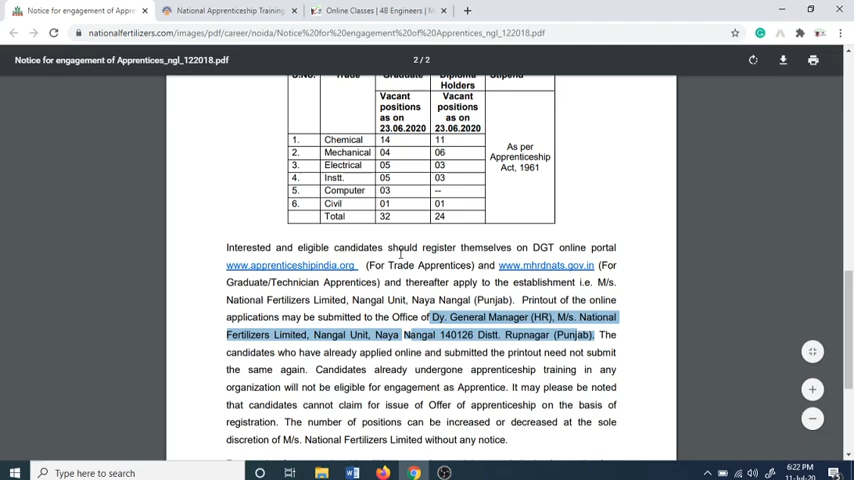 Notice for engagement of Appren
National Apprenticeship Training
Online Classes | 4B Engineers | M
nationalfertilizers.com/images/pdf/career/noida/Notice%20for%20engagement%20of%20Apprentices_ngl_122018.pdf
Notice for engagement of Apprentices_ngl_122018.pdf
2 / 2
S.No. Trade Graduate Diploma Holders Stipend
Vacant positions as on 23.06.2020 Vacant positions as on 23.06.2020 As per Apprenticeship Act, 1961
1. Chemical 14 11
2. Mechanical 04 06
3. Electrical 05 03
4. Instt. 05 03
5. Computer 03 --
6. Civil 01 01
Total 32 24
Interested and eligible candidates should register themselves on DGT online portal
www.apprenticeshipindia.org (For Trade Apprentices) and www.mhrdnats.gov.in (For
Graduate/Technician Apprentices) and thereafter apply to the establishment i.e. M/s.
National Fertilizers Limited, Nangal Unit, Naya Nangal (Punjab). Printout of the online
applications may be submitted to the Office of Dy. General Manager (HR), M/s. National
Fertilizers Limited, Nangal Unit, Naya Nangal 140126 Distt. Rupnagar (Punjab). The
candidates who have already applied online and submitted the printout need not submit
the same again. Candidates already undergone apprenticeship training in any
organization will not be eligible for engagement as Apprentice. It may please be noted
that candidates cannot claim for issue of Offer of apprenticeship on the basis of
registration. The number of positions can be increased or decreased at the sole
discretion of M/s. National Fertilizers Limited without any notice.
Type here to search
6:22 PM
11-Jul-20